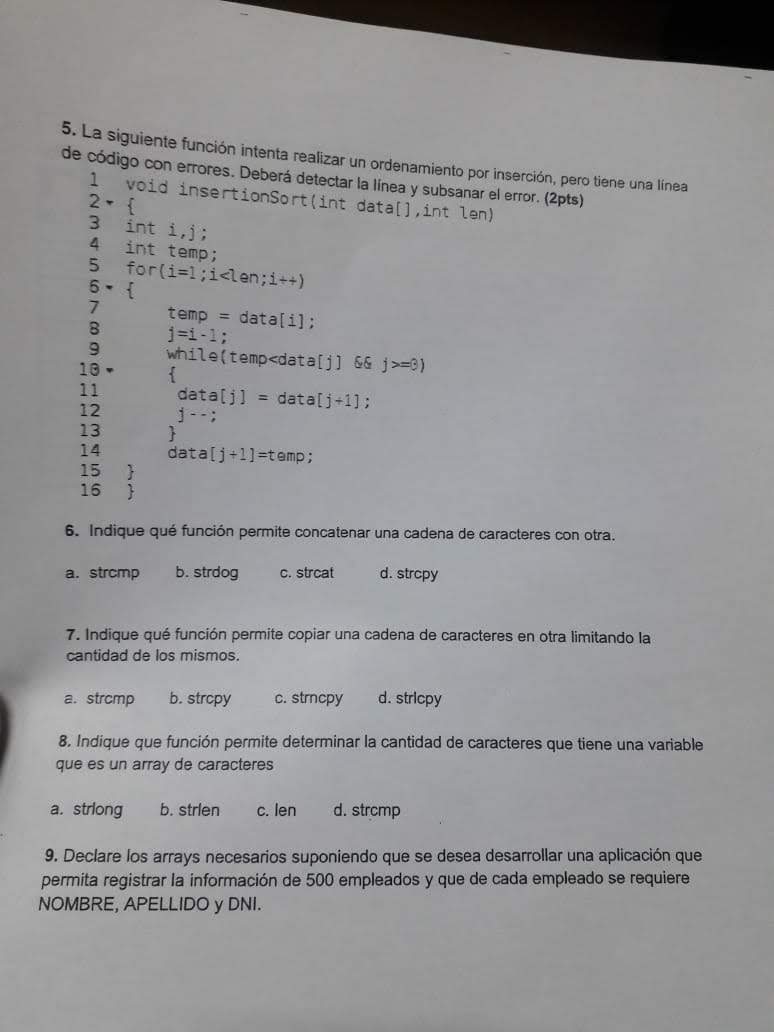 5. La siguiente función intenta realizar un ordenamiento por inserción, pero tiene una línea
de código con errores. Deberá detectar la línea y subsanar el error. (2pts)
1 void insertionSort(int data[],int len)
2 {
3 int i,j;
4 int temp;
5 for(i=1;i<len;i++)
6 {
7 temp = data[i];
8 j=i-1;
9 while(temp<data[j] && j>=0)
10 {
11 data[j] = data[j+1];
12 j--;
13 }
14 data[j+1]=temp;
15 }
16 }
6. Indique qué función permite concatenar una cadena de caracteres con otra.
a. strcmp b. strdog c. strcat d. strcpy
7. Indique qué función permite copiar una cadena de caracteres en otra limitando la
cantidad de los mismos.
a. strcmp b. strcpy c. strncpy d. strlcpy
8. Indique que función permite determinar la cantidad de caracteres que tiene una variable
que es un array de caracteres
a. strlong b. strlen c. len d. strcmp
9. Declare los arrays necesarios suponiendo que se desea desarrollar una aplicación que
permita registrar la información de 500 empleados y que de cada empleado se requiere
NOMBRE, APELLIDO y DNI.